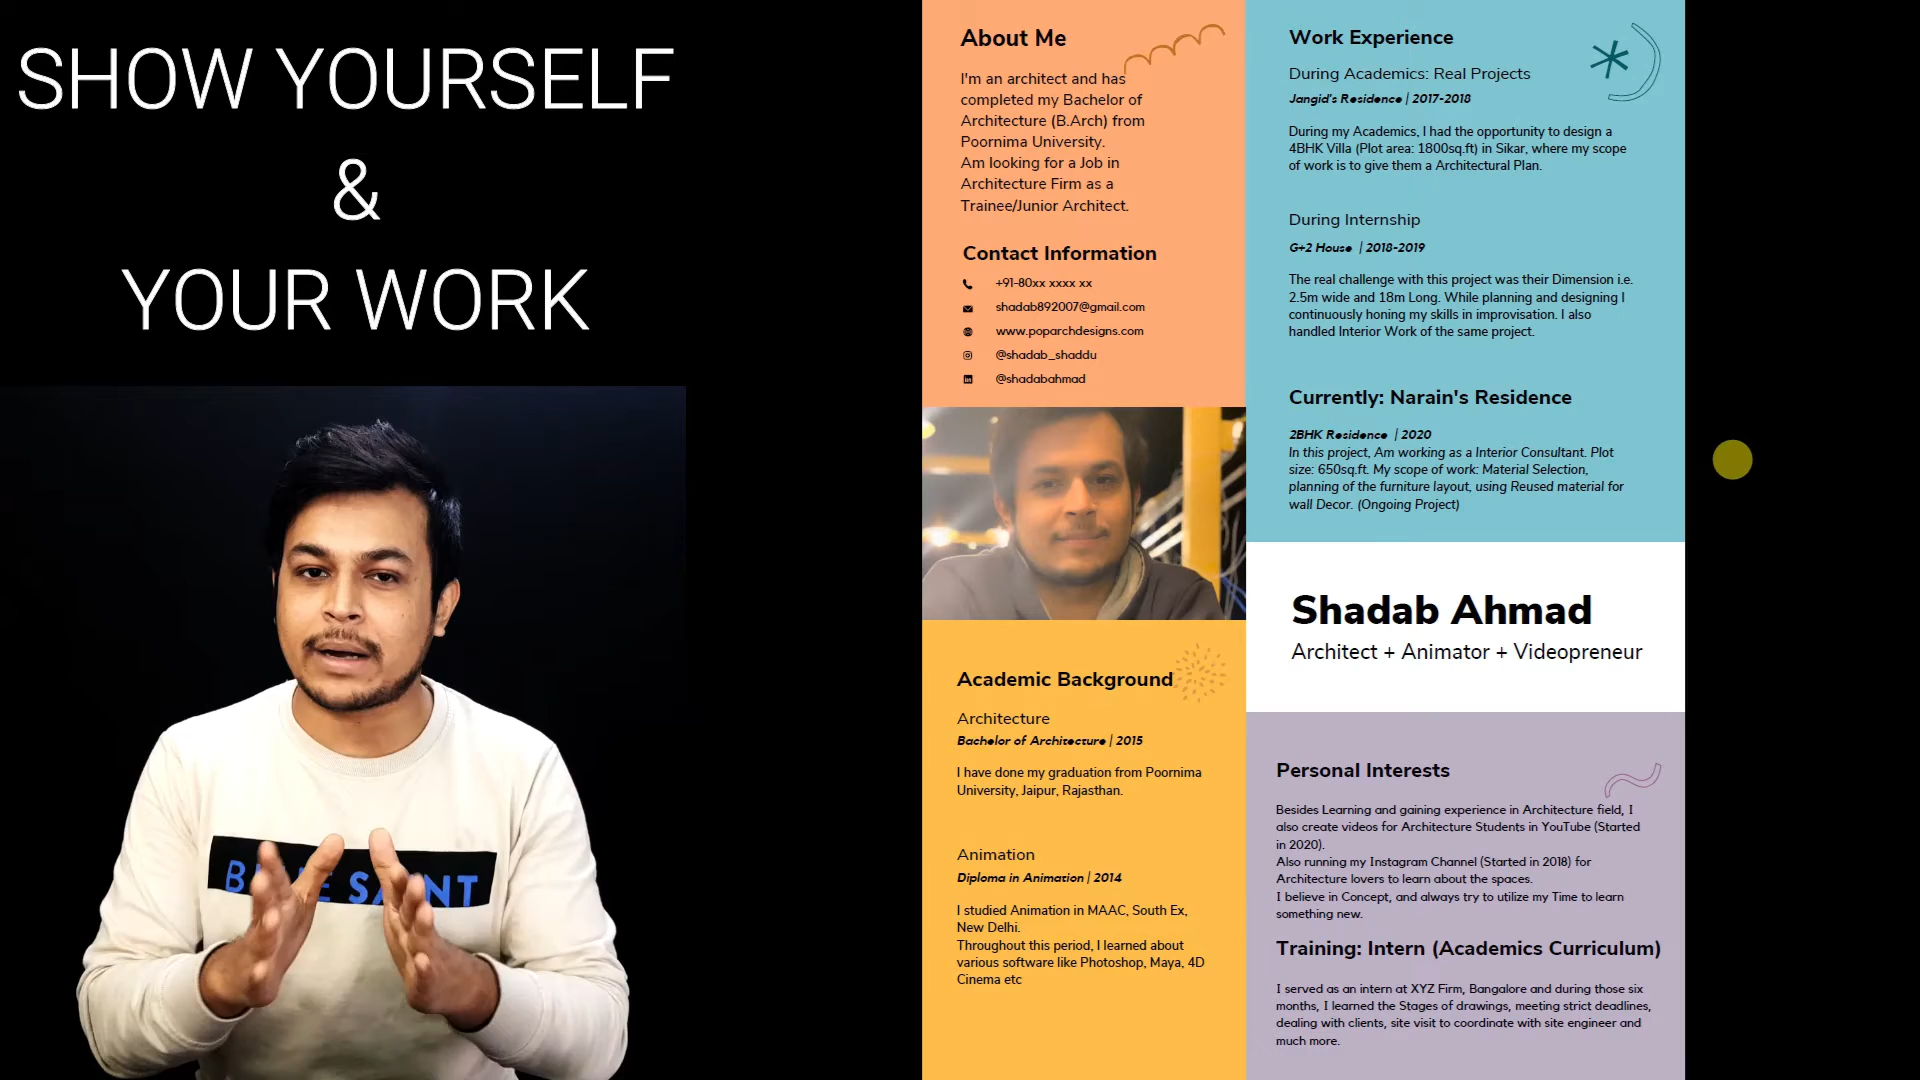 SHOW YOURSELF
&
YOUR WORK
SA NT
About Me
I'm an architect and has
completed my Bachelor of
Architecture (B.Arch) from
Poornima University.
Am looking for a Job in
Architecture Firm as a
Trainee/Junior Architect.
Contact Information
+91-80xx xxxx xx
shadab892007@gmail.com
www.poparchdesigns.com
@shadab_shaddu
@shadabahmad
Academic Background
Architecture
Bachelor of Architecture | 2015
I have done my graduation from Poornima
University, Jaipur, Rajasthan.
Animation
Diploma in Animation | 2014
I studied Animation in MAAC, South Ex,
New Delhi.
Throughout this period, I learned about
various software like Photoshop, Maya, 4D
Cinema etc
Work Experience
During Academics: Real Projects
Jangid's Residence | 2017-2018
During my Academics, I had the opportunity to design a
4BHK Villa (Plot area: 1800sq.ft) in Sikar, where my scope
of work is to give them a Architectural Plan.
During Internship
G+2 House | 2018-2019
The real challenge with this project was their Dimension i.e.
2.5m wide and 18m Long. While planning and designing I
continuously honing my skills in improvisation. I also
handled Interior Work of the same project.
Currently: Narain's Residence
2BHK Residence | 2020
In this project, Am working as a Interior Consultant. Plot
size: 650sq.ft. My scope of work: Material Selection,
planning of the furniture layout, using Reused material for
wall Decor. (Ongoing Project)
Shadab Ahmad
Architect + Animator + Videopreneur
Personal Interests
Besides Learning and gaining experience in Architecture field, I
also create videos for Architecture Students in YouTube (Started
in 2020).
Also running my Instagram Channel (Started in 2018) for
Architecture lovers to learn about the spaces.
I believe in Concept, and always try to utilize my Time to learn
something new.
Training: Intern (Academics Curriculum)
I served as an intern at XYZ Firm, Bangalore and during those six
months, I learned the Stages of drawings, meeting strict deadlines,
dealing with clients, site visit to coordinate with site engineer and
much more.